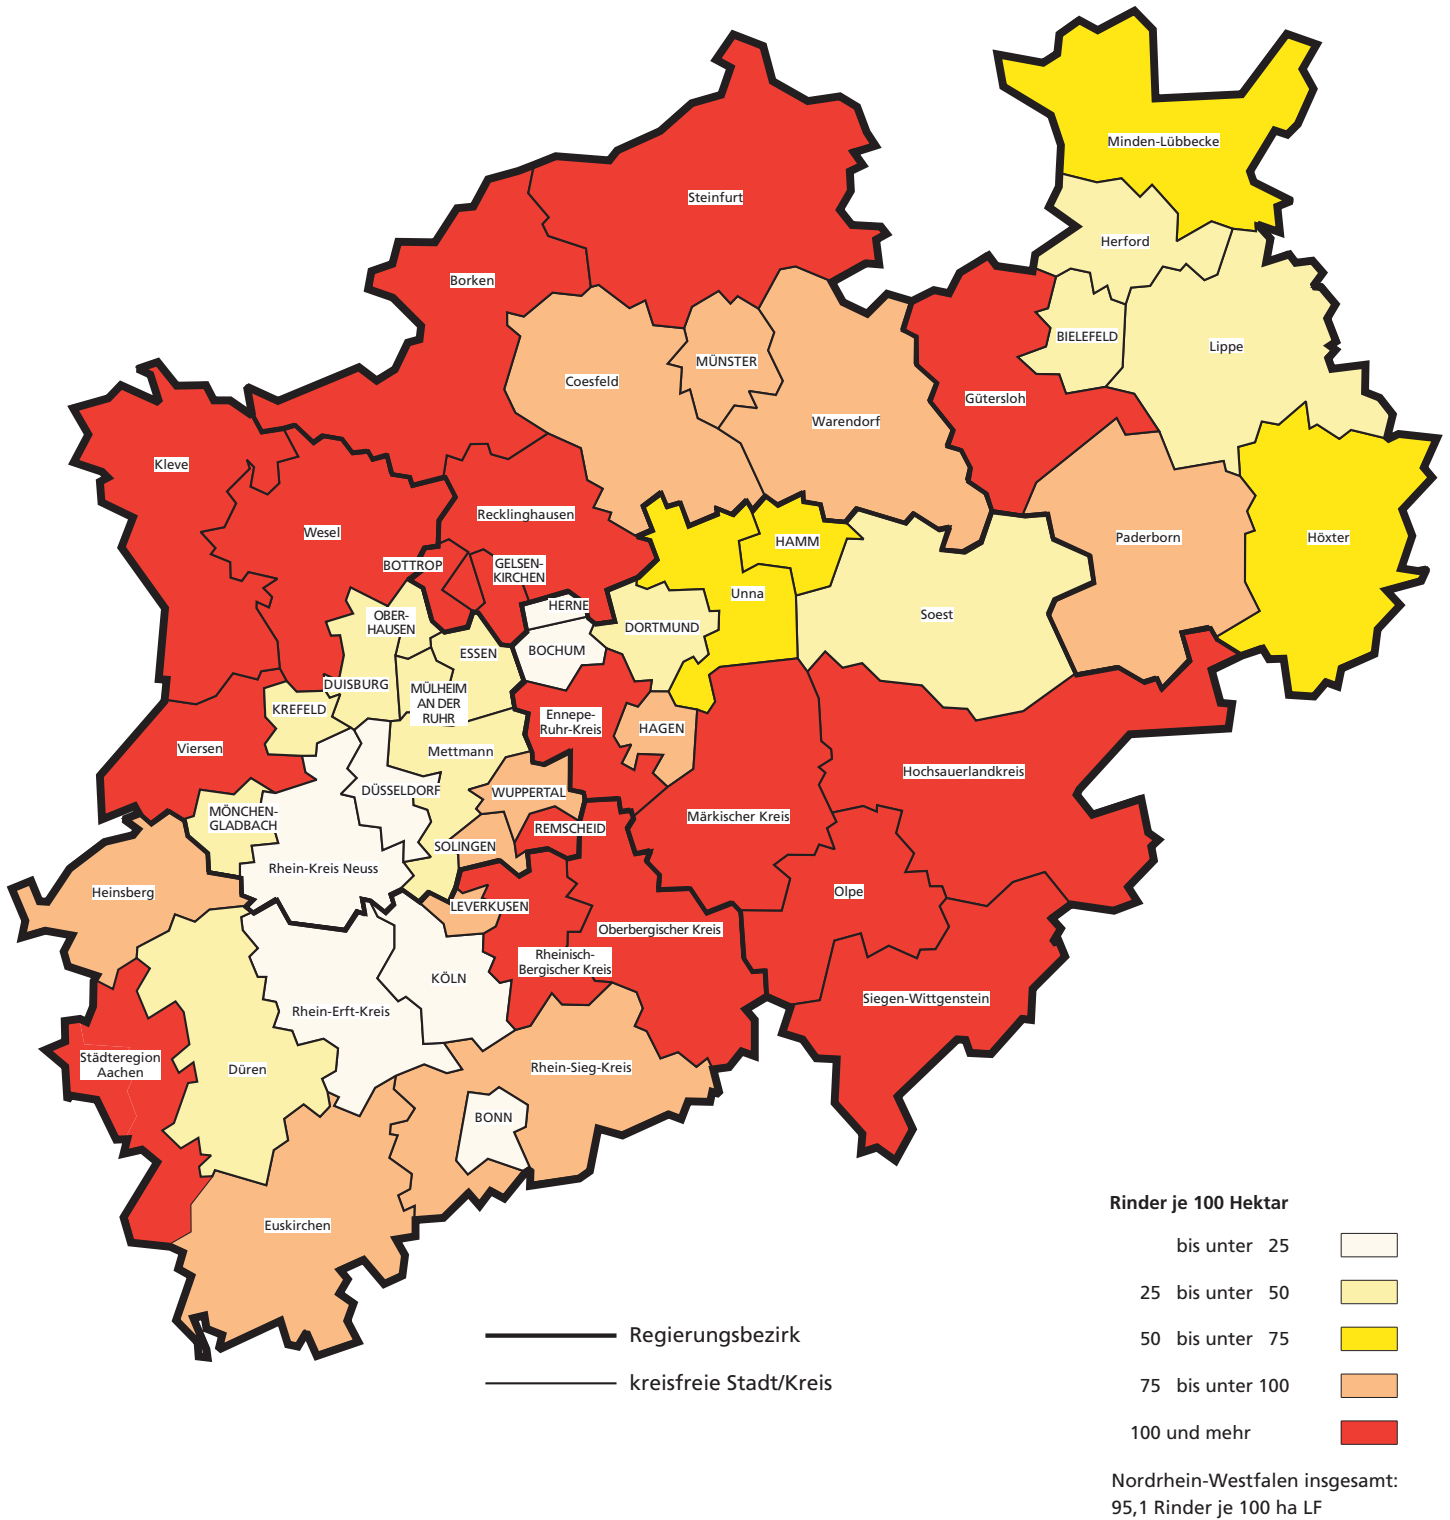 Minden-Lübbecke
Steinfurt
Herford
Borken
BIELEFELD
Lippe
MÜNSTER
Coesfeld
Gütersloh
Warendorf
Kleve
Recklinghausen
Wesel
Paderborn
Höxter
HAMM
BOTTROP
GELSEN-
KIRCHEN
Unna
HERNE
Soest
OBER-
HAUSEN
DORTMUND
BOCHUM
ESSEN
DUISBURG
MÜLHEIM
AN DER
RUHR
KREFELD
Ennepe-
Ruhr-Kreis
HAGEN
Viersen
Mettmann
Hochsauerlandkreis
DÜSSELDORF
WUPPERTAL
MÖNCHEN-
GLADBACH
Märkischer Kreis
REMSCHEID
SOLINGEN
Rhein-Kreis Neuss
Heinsberg
Olpe
LEVERKUSEN
Oberbergischer Kreis
Rheinisch-
Bergischer Kreis
KÖLN
Siegen-Wittgenstein
Rhein-Erft-Kreis
Städteregion
Aachen
Düren
Rhein-Sieg-Kreis
BONN
Euskirchen
Rinder je 100 Hektar
bis unter 25
25 bis unter 50
50 bis unter 75
75 bis unter 100
100 und mehr
Regierungsbezirk
kreisfreie Stadt/Kreis
Nordrhein-Westfalen insgesamt:
95,1 Rinder je 100 ha LF